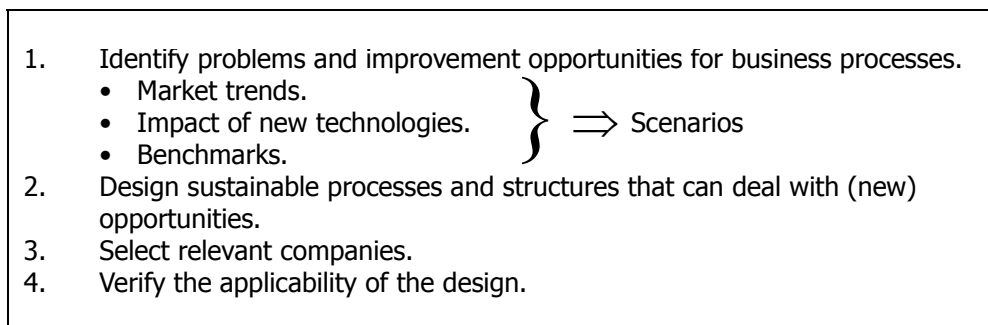 1. Identify problems and improvement opportunities for business processes.
• Market trends.
• Impact of new technologies. } ⇒ Scenarios
• Benchmarks.
2. Design sustainable processes and structures that can deal with (new)
opportunities.
3. Select relevant companies.
4. Verify the applicability of the design.